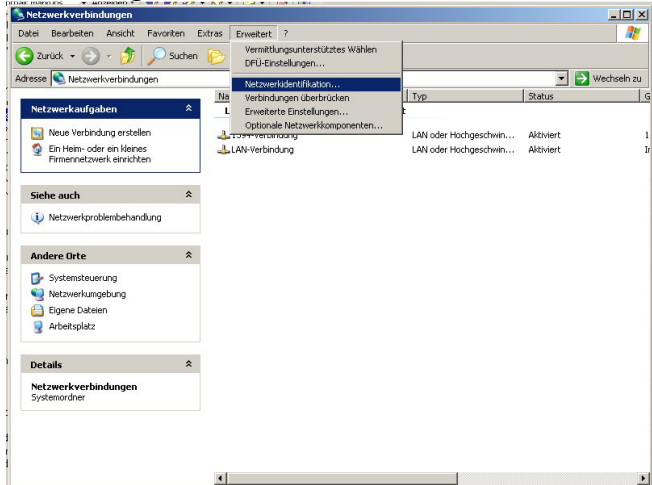 Netzwerkverbindungen
Datei Bearbeiten Ansicht Favoriten Extras Erweitert ?
Zurück Suchen
Adresse Netzwerkverbindungen Wechseln zu
Vermittlungsunterstütztes Wählen
DFÜ-Einstellungen...
Netzwerkidentifikation...
Verbindungen überbrücken
Erweiterte Einstellungen...
Optionale Netzwerkkomponenten...
Typ Status
1394-Verbindung LAN oder Hochgeschwin... Aktiviert
LAN-Verbindung LAN oder Hochgeschwin... Aktiviert
Netzwerkaufgaben
Neue Verbindung erstellen
Ein Heim- oder ein kleines
Firmennetzwerk einrichten
Siehe auch
Netzwerkproblembehandlung
Andere Orte
Systemsteuerung
Netzwerkumgebung
Eigene Dateien
Arbeitsplatz
Details
Netzwerkverbindungen
Systemordner